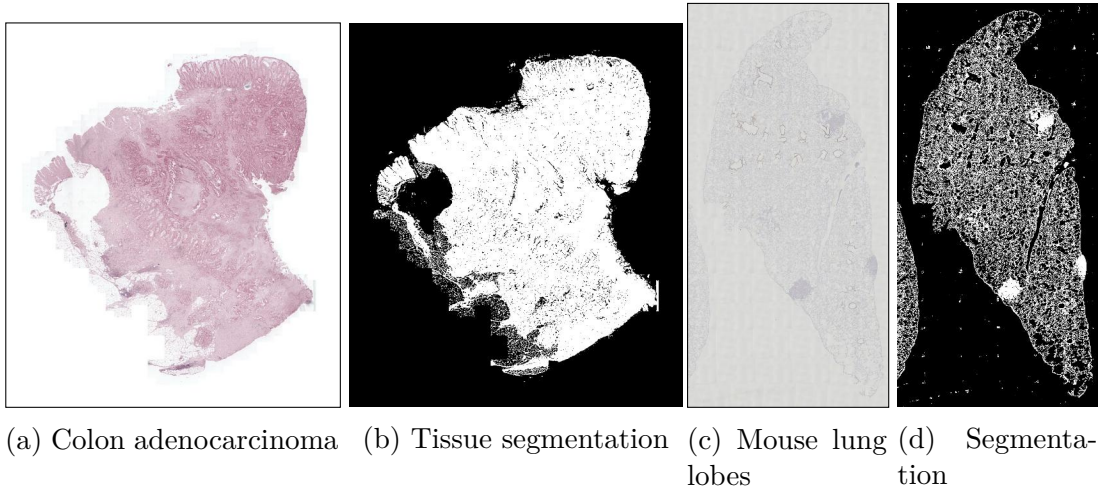 (a) Colon adenocarcinoma
(b) Tissue segmentation
(c) Mouse lung
lobes
(d) Segmenta-
tion